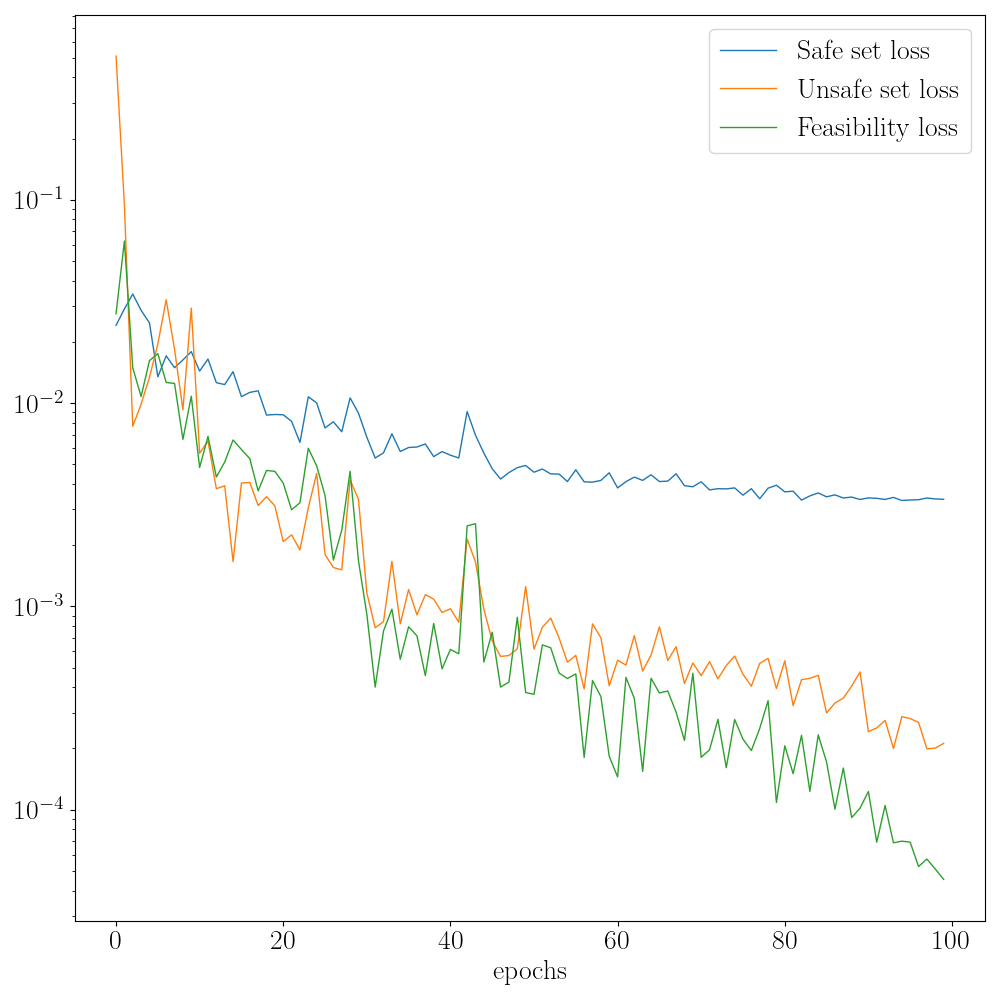 Safe set loss
Unsafe set loss
Feasibility loss
10⁻¹
10⁻²
10⁻³
10⁻⁴
0 20 40 60 80 100
epochs